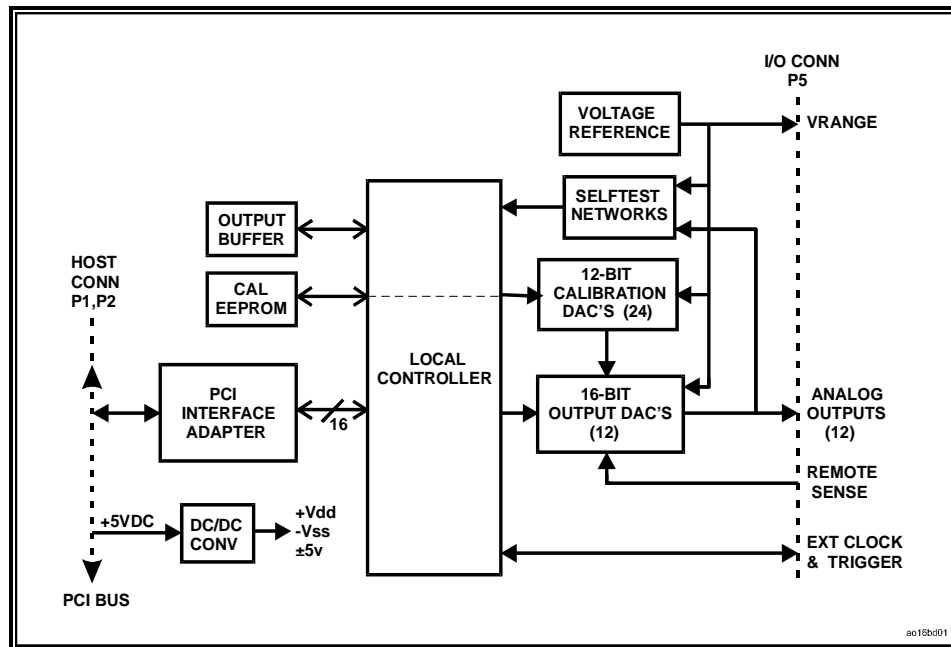 I/O CONN
P5
VOLTAGE
REFERENCE
VRANGE
SELFTEST
NETWORKS
OUTPUT
BUFFER
HOST
CONN
P1,P2
CAL
EEPROM
12-BIT
CALIBRATION
DAC'S (24)
LOCAL
CONTROLLER
PCI
INTERFACE
ADAPTER
16
16-BIT
OUTPUT DAC'S
(12)
ANALOG
OUTPUTS
(12)
REMOTE
SENSE
+5VDC
DC/DC
CONV
+Vdd
-Vss
±5v
EXT CLOCK
& TRIGGER
PCI BUS
ao16bd01